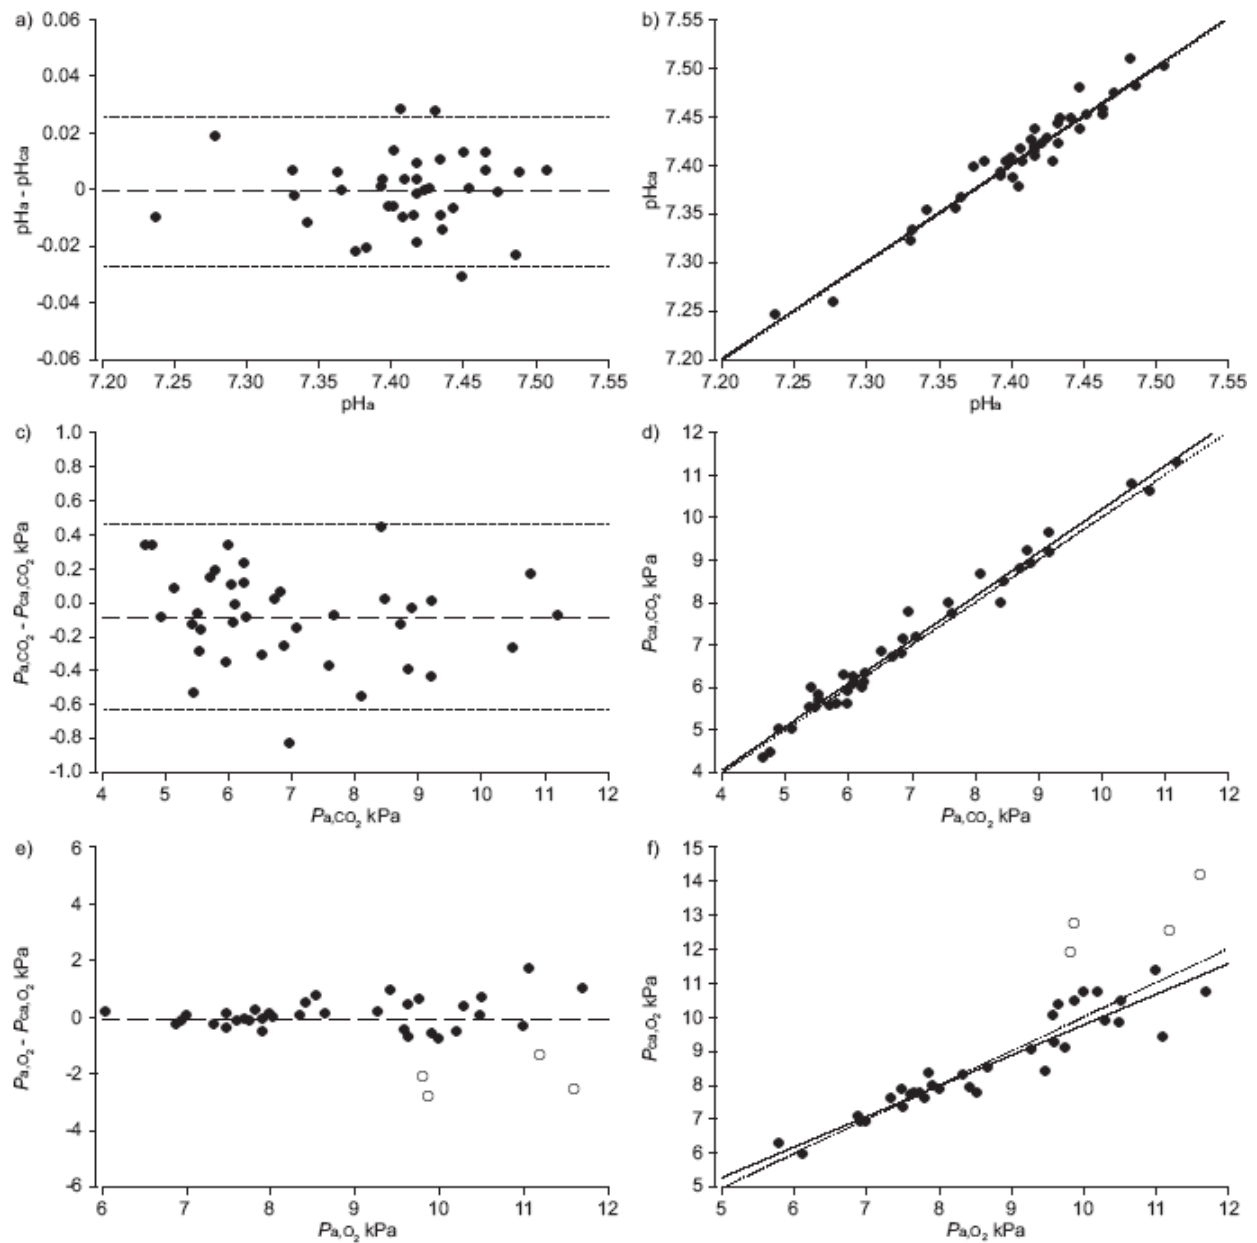 a)
0.06
0.04
0.02
0
-0.02
-0.04
-0.06
pHa - pHca
7.20 7.25 7.30 7.35 7.40 7.45 7.50 7.55
pHa
b)
7.55
7.50
7.45
7.40
7.35
7.30
7.25
7.20
pHca
7.20 7.25 7.30 7.35 7.40 7.45 7.50 7.55
pHa
c)
1.0
0.8
0.6
0.4
0.2
0.0
-0.2
-0.4
-0.6
-0.8
-1.0
Pa,CO2 - Pca,CO2 kPa
4 5 6 7 8 9 10 11 12
Pa,CO2 kPa
d)
12
11
10
9
8
7
6
5
4
Pca,CO2 kPa
4 5 6 7 8 9 10 11 12
Pa,CO2 kPa
e)
6
4
2
0
-2
-4
-6
Pa,O2 - Pca,O2 kPa
6 7 8 9 10 11 12
Pa,O2 kPa
f)
15
14
13
12
11
10
9
8
7
6
5
Pca,O2 kPa
5 6 7 8 9 10 11 12
Pa,O2 kPa